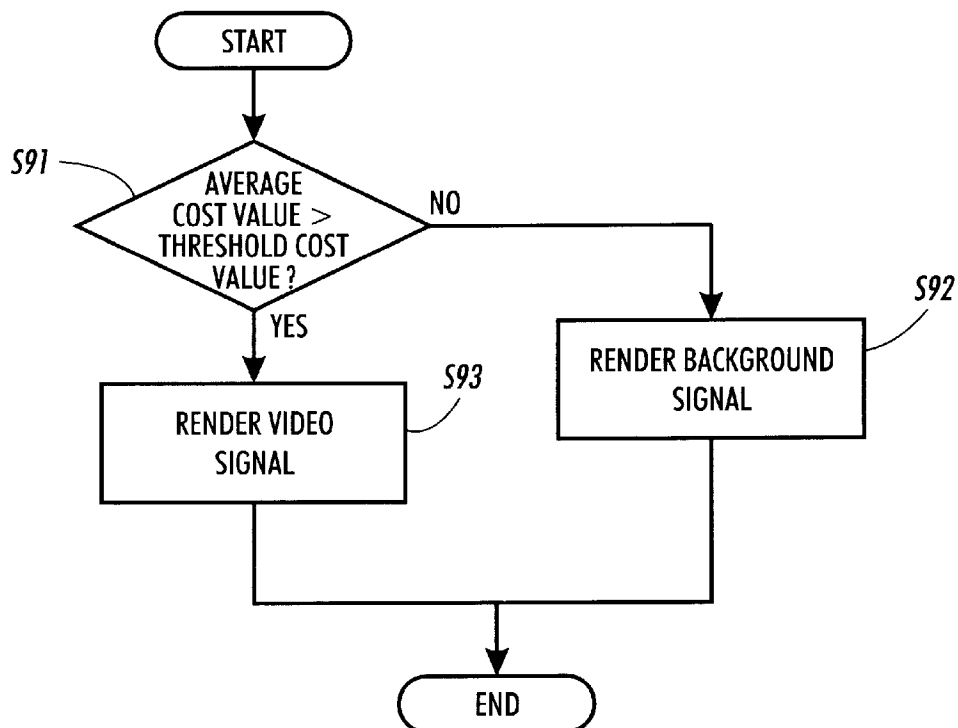 START
S91
AVERAGE
COST VALUE >
THRESHOLD COST
VALUE ?
NO
YES
S92
RENDER BACKGROUND
SIGNAL
S93
RENDER VIDEO
SIGNAL
END